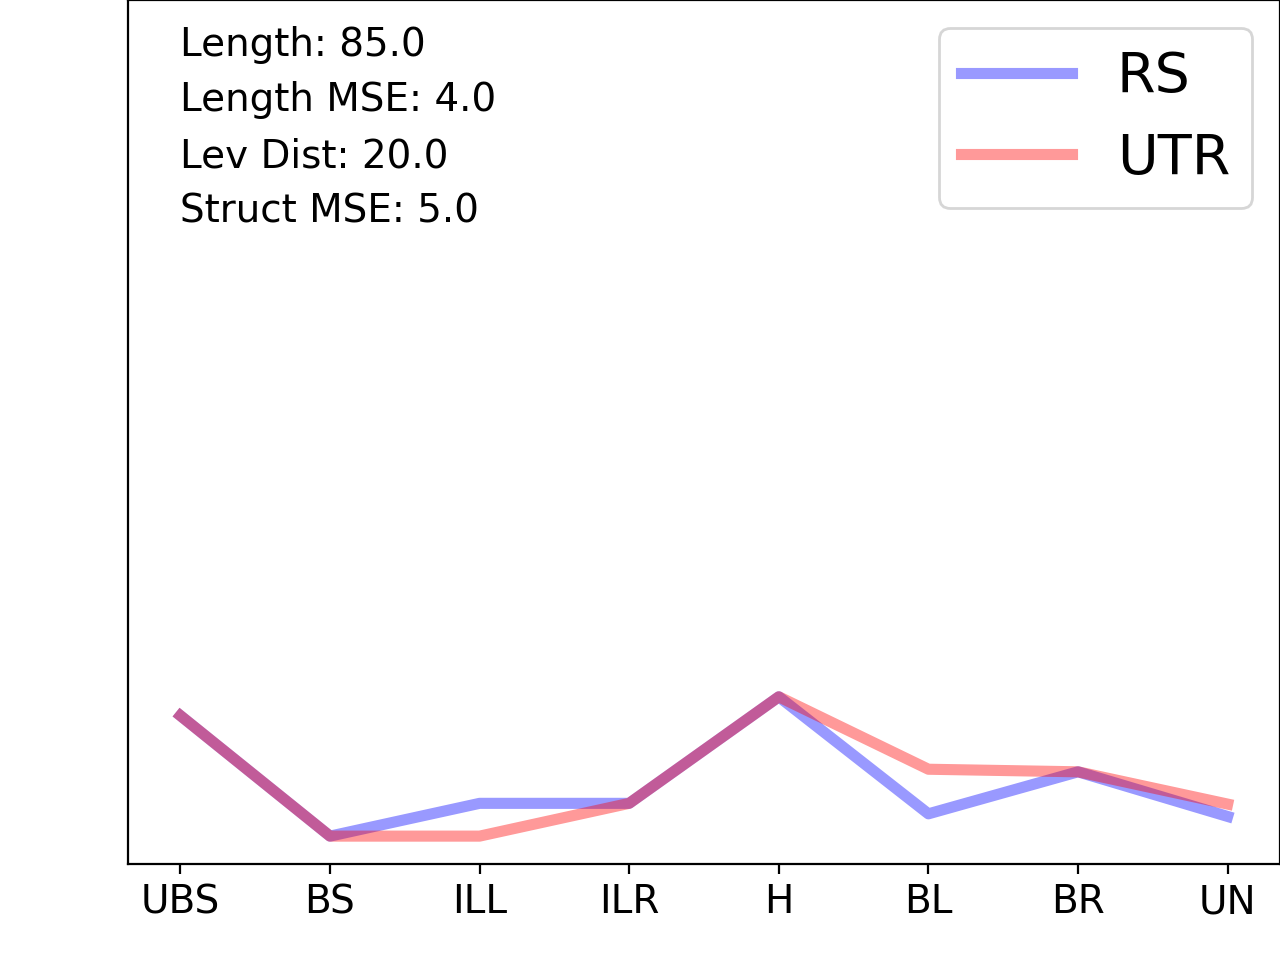 Length: 85.0
Length MSE: 4.0
Lev Dist: 20.0
Struct MSE: 5.0
RS
UTR
UBS BS ILL ILR H BL BR UN